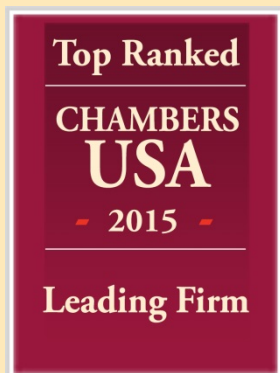 Top Ranked
CHAMBERS
USA
- 2015 -
Leading Firm